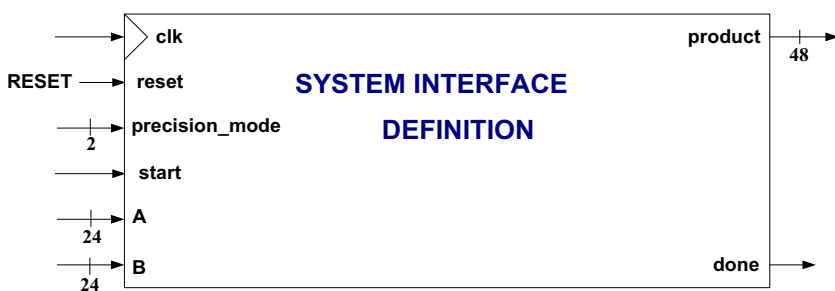 clk
product
48
RESET
reset
SYSTEM INTERFACE
DEFINITION
precision_mode
2
start
A
24
B
24
done